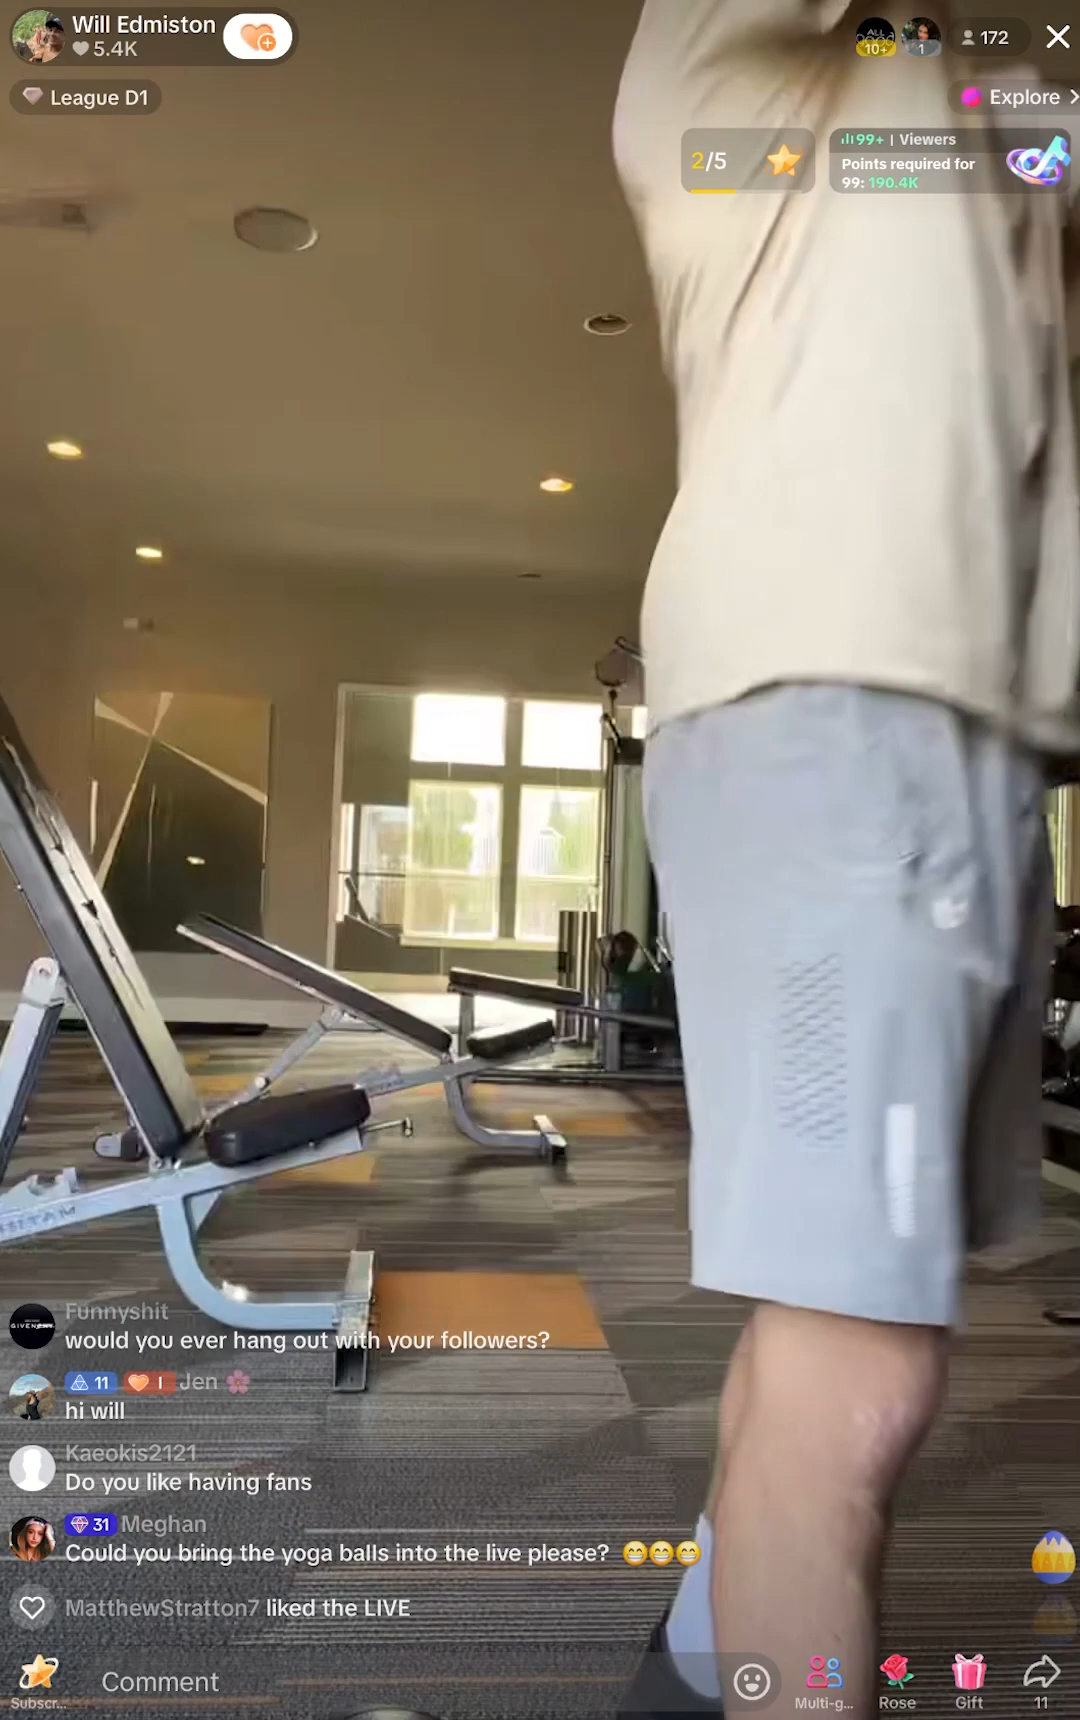 Will Edmiston
5.4K
10+
1
172
League D1
Explore
2/5
99+ | Viewers
Points required for
99: 190.4K
Funnyshit
would you ever hang out with your followers?
11 I Jen
hi will
Kaeokis2121
Do you like having fans
31 Meghan
Could you bring the yoga balls into the live please? 😁😁😁
MatthewStratton7 liked the LIVE
Comment
Subscr...
Multi-g...
Rose
Gift
11